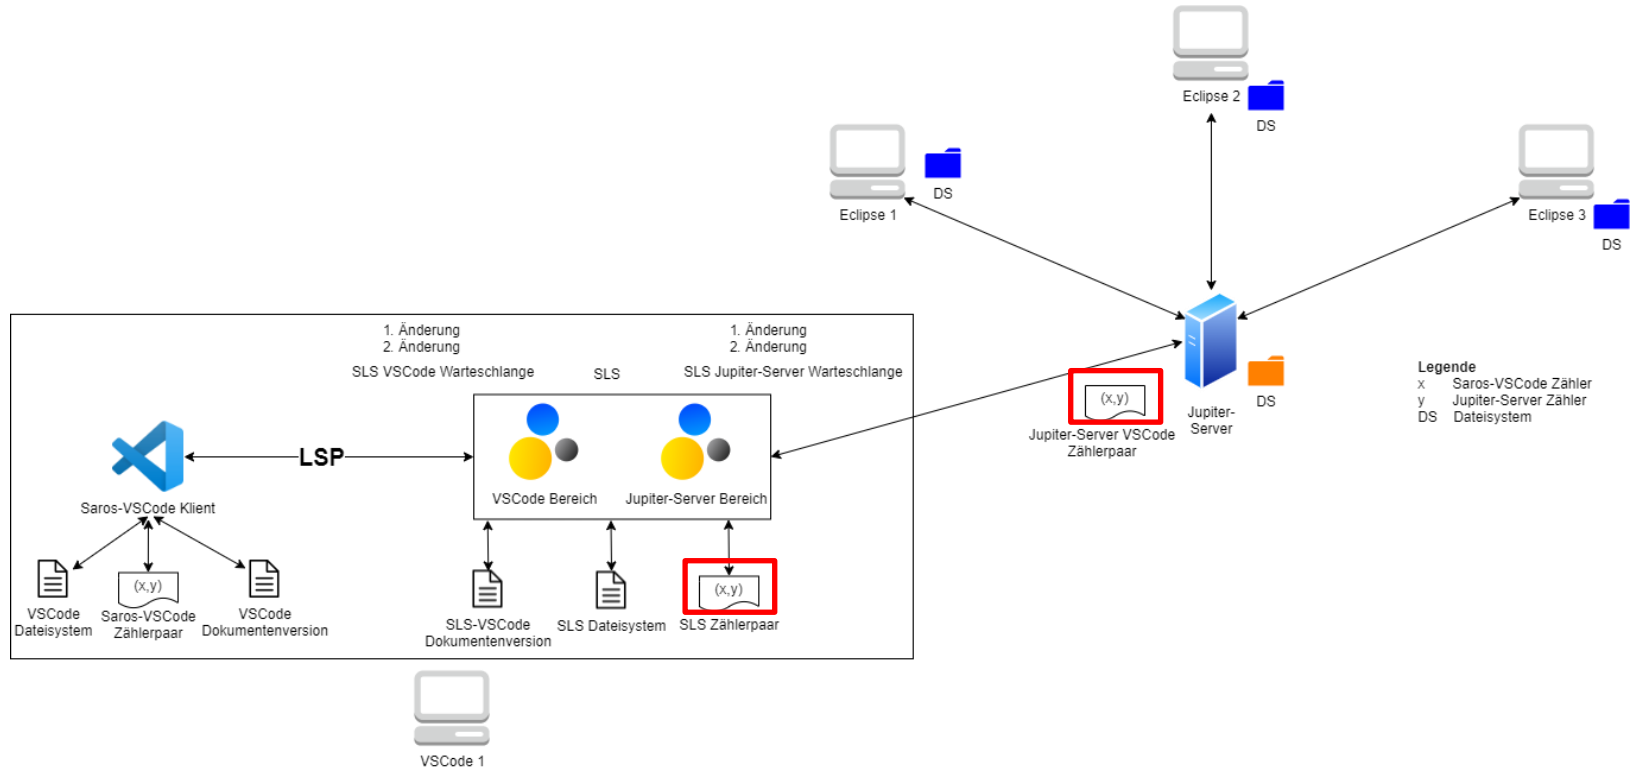 Eclipse 2
DS
Eclipse 1
DS
Eclipse 3
DS
1. Änderung
2. Änderung
SLS VSCode Warteschlange
SLS
1. Änderung
2. Änderung
SLS Jupiter-Server Warteschlange
(x,y)
Jupiter-Server VSCode
Zählerpaar
Jupiter-
Server
DS
Legende
x Saros-VSCode Zähler
y Jupiter-Server Zähler
DS Dateisystem
LSP
Saros-VSCode Klient
VSCode Bereich
Jupiter-Server Bereich
VSCode
Dateisystem
(x,y)
Saros-VSCode
Zählerpaar
VSCode
Dokumentenversion
SLS-VSCode
Dokumentenversion
SLS Dateisystem
(x,y)
SLS Zählerpaar
VSCode 1